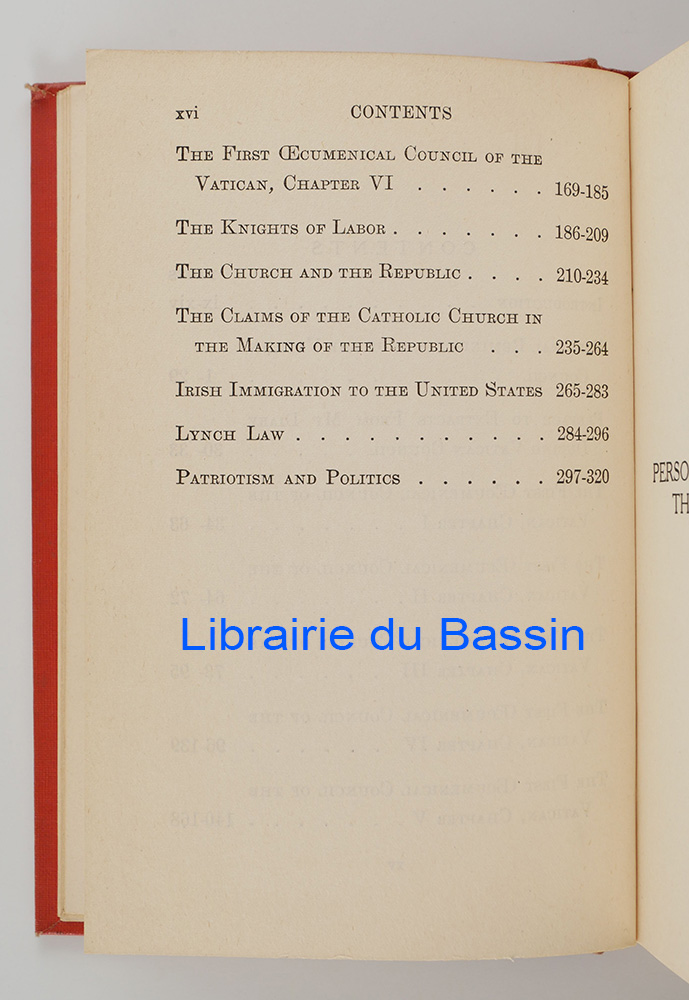 xvi CONTENTS
The First Œcumenical Council of the
Vatican, Chapter VI . . . . . . 169-185
The Knights of Labor . . . . . . . 186-209
The Church and the Republic . . . . 210-234
The Claims of the Catholic Church in
the Making of the Republic . . . 235-264
Irish Immigration to the United States 265-283
Lynch Law . . . . . . . . . . . 284-296
Patriotism and Politics . . . . . . 297-320
Librairie du Bassin
PERSO
TH